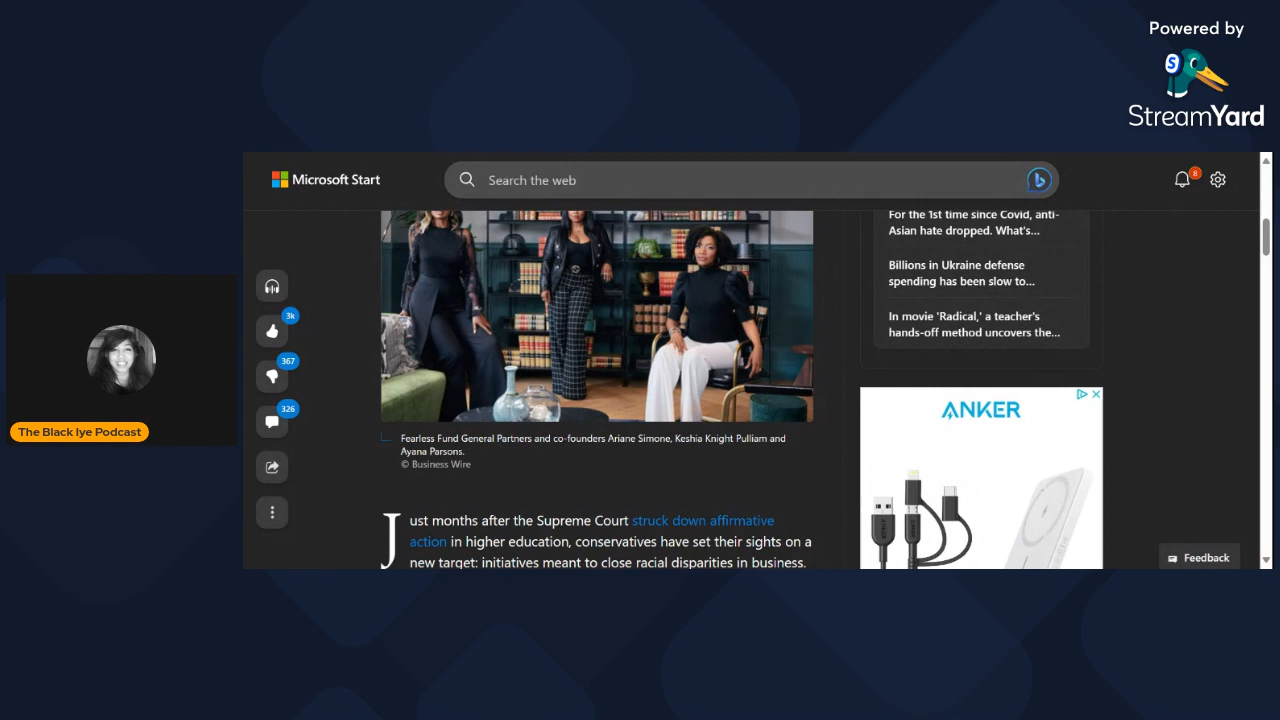 Powered by
StreamYard
Microsoft Start
Search the web
8
For the 1st time since Covid, anti-
Asian hate dropped. What's...
Billions in Ukraine defense
spending has been slow to...
In movie 'Radical,' a teacher's
hands-off method uncovers the...
3k
367
326
The Black Iye Podcast
Fearless Fund General Partners and co-founders Ariane Simone, Keshia Knight Pulliam and
Ayana Parsons.
© Business Wire
Just months after the Supreme Court struck down affirmative
action in higher education, conservatives have set their sights on a
new target: initiatives meant to close racial disparities in business.
ANKER
Feedback